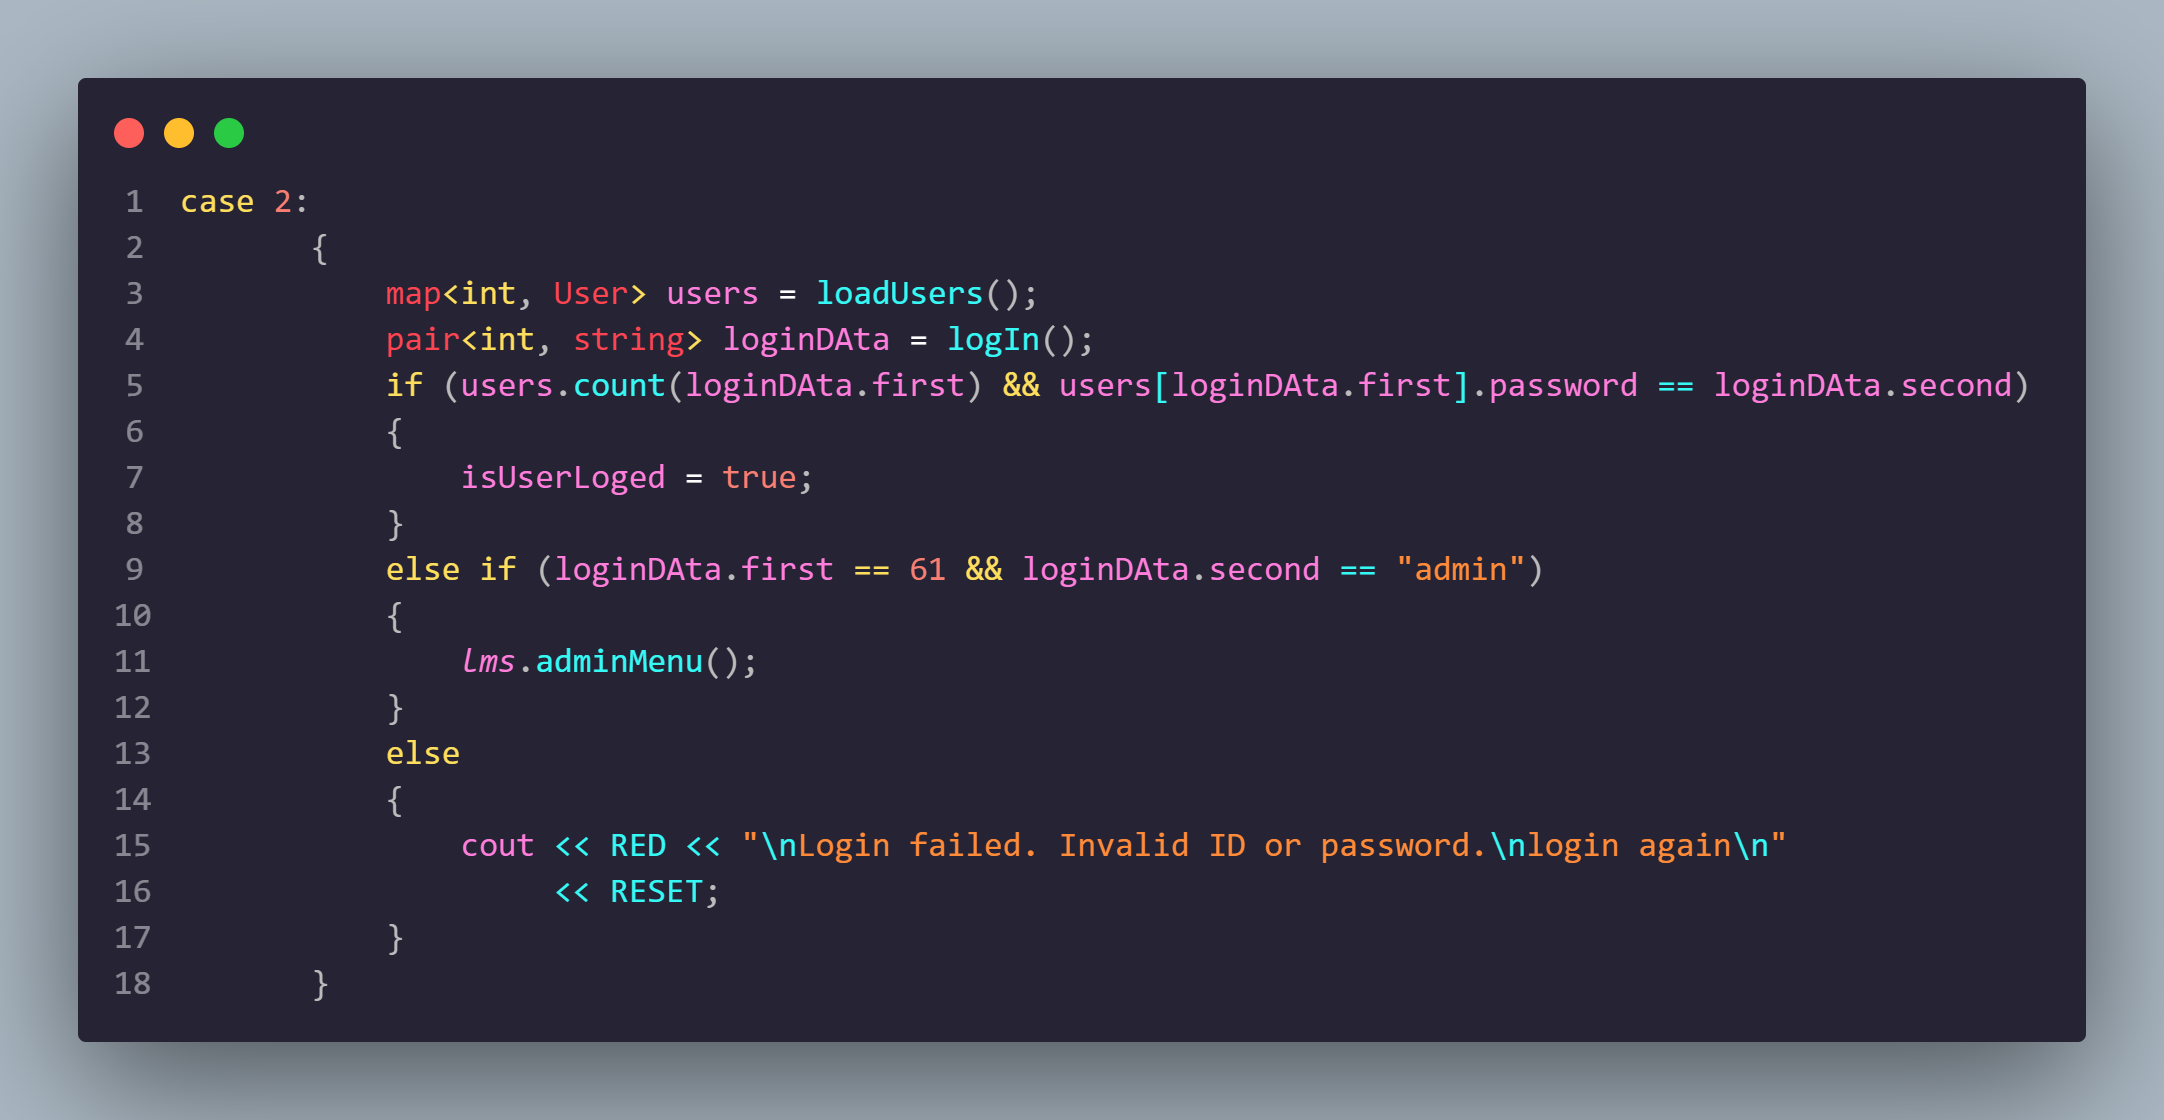 1 case 2:
2 {
3 map<int, User> users = loadUsers();
4 pair<int, string> loginDAta = logIn();
5 if (users.count(loginDAta.first) && users[loginDAta.first].password == loginDAta.second)
6 {
7 isUserLoged = true;
8 }
9 else if (loginDAta.first == 61 && loginDAta.second == "admin")
10 {
11 lms.adminMenu();
12 }
13 else
14 {
15 cout << RED << "\nLogin failed. Invalid ID or password.\nlogin again\n"
16 << RESET;
17 }
18 }